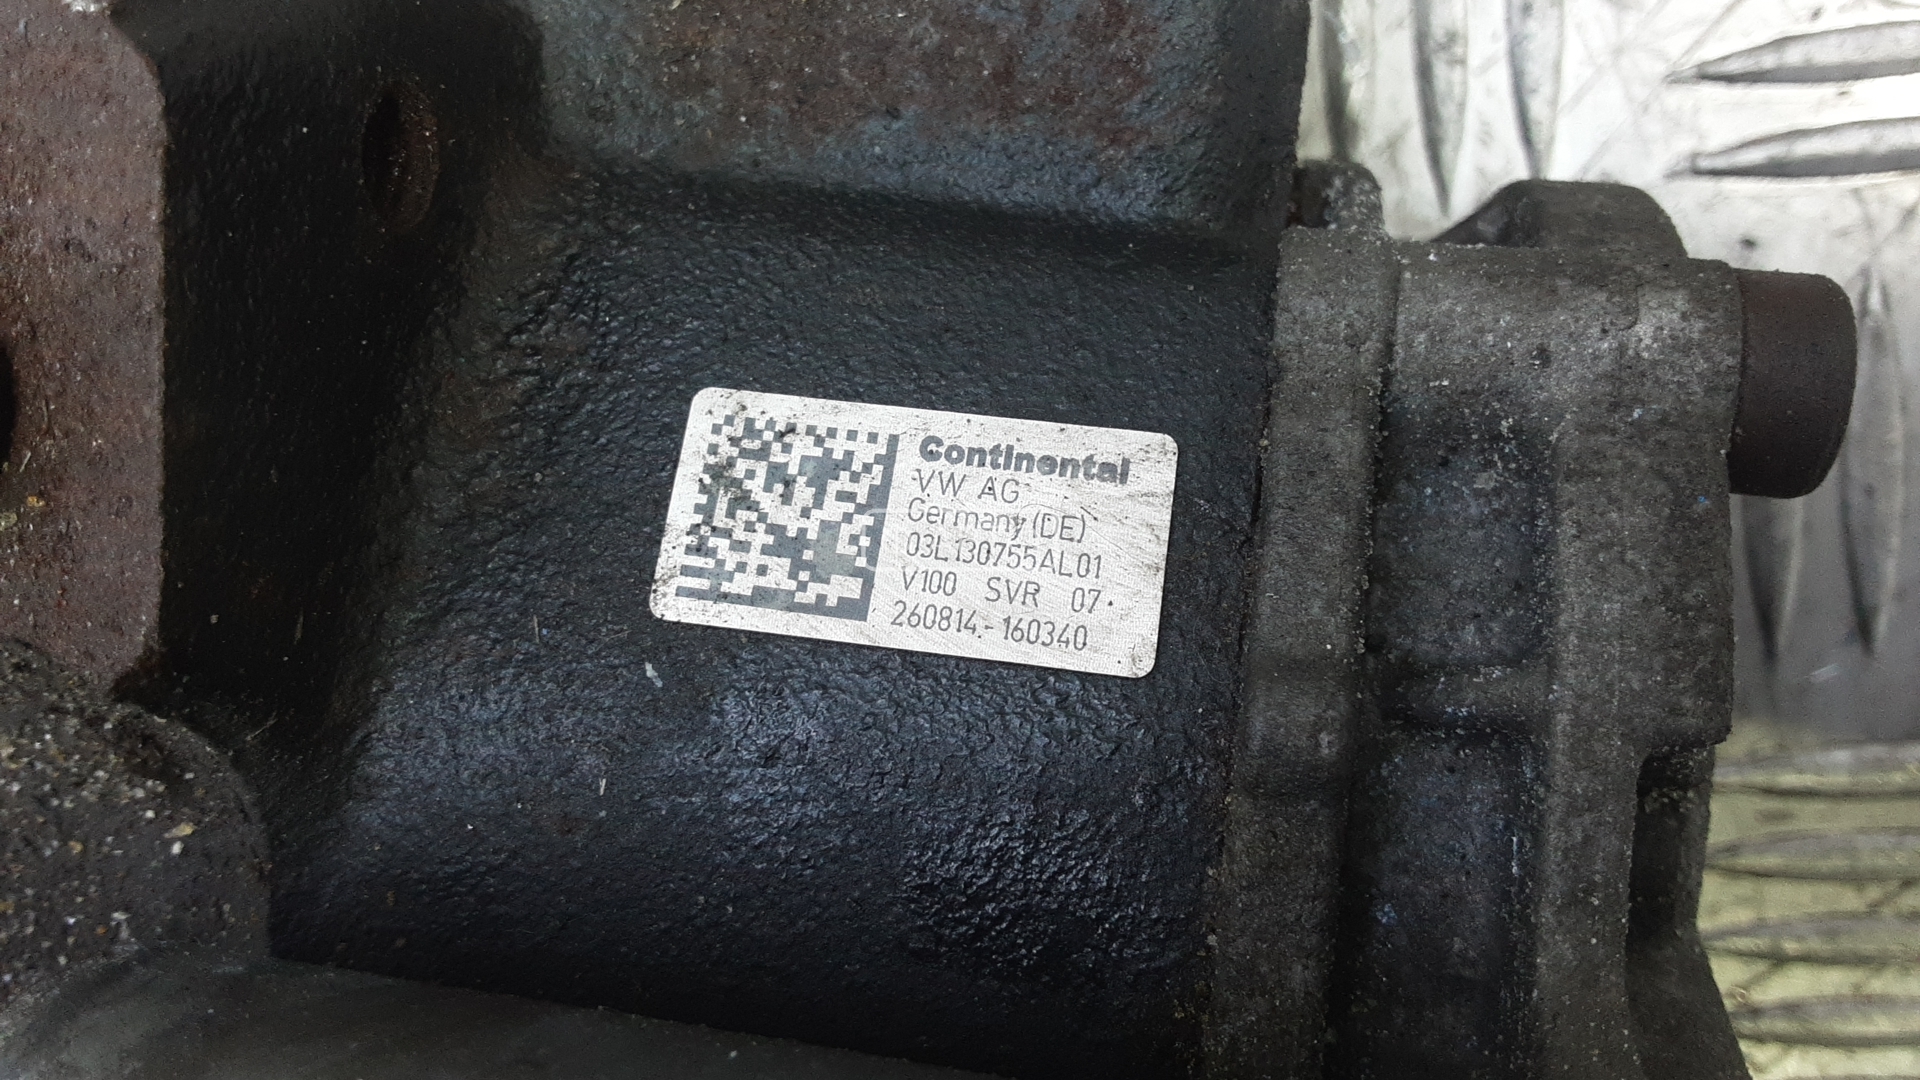 Continental
VW AG
Germany (DE)
03L130755AL01
V100 SVR 07
260814-160340